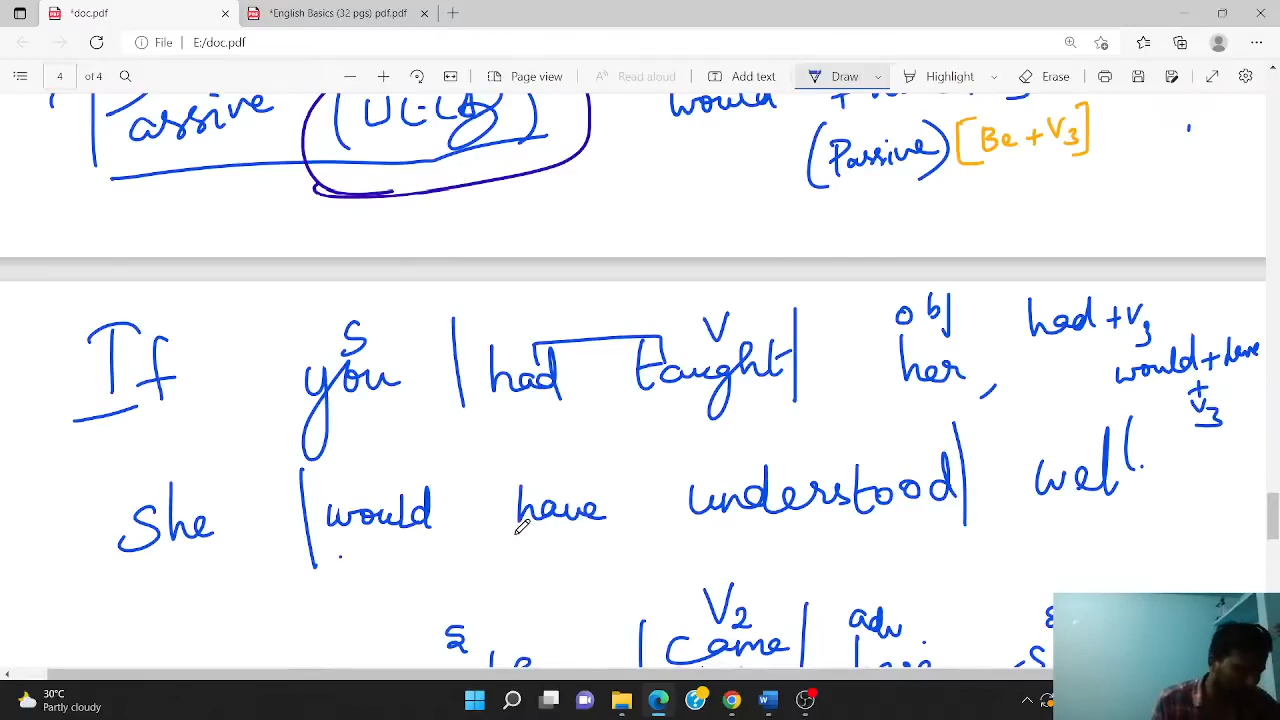 *doc.pdf
*English Basics (32 pgs) pdf.pdf
File E:/doc.pdf
4 of 4 Page view Read aloud Add text Draw Highlight Erase
Passive would
(Passive) [Be + V3]
S V obj had + V3
If you had taught her, would + have + V3
She would have understood well.
V2 adv
S came
30°C
Partly cloudy